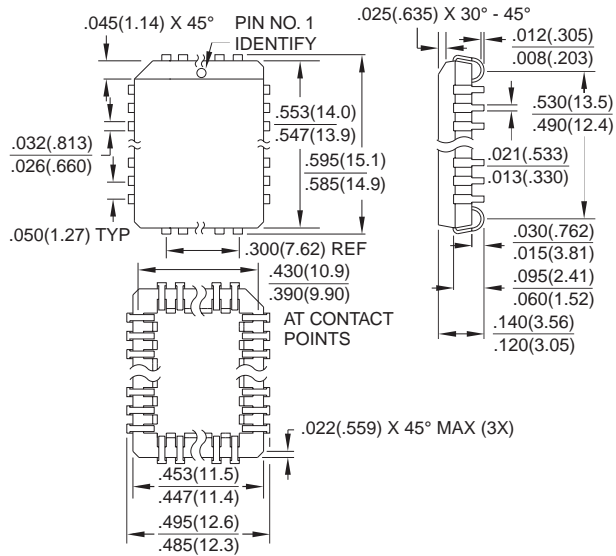 .045(1.14) X 45°
PIN NO. 1
IDENTIFY
.025(.635) X 30° - 45°
.012(.305)
.008(.203)
.553(14.0)
.547(13.9)
.530(13.5)
.490(12.4)
.032(.813)
.026(.660)
.595(15.1)
.585(14.9)
.021(.533)
.013(.330)
.050(1.27) TYP
.300(7.62) REF
.430(10.9)
.390(9.90)
AT CONTACT
POINTS
.030(.762)
.015(3.81)
.095(2.41)
.060(1.52)
.140(3.56)
.120(3.05)
.022(.559) X 45° MAX (3X)
.453(11.5)
.447(11.4)
.495(12.6)
.485(12.3)